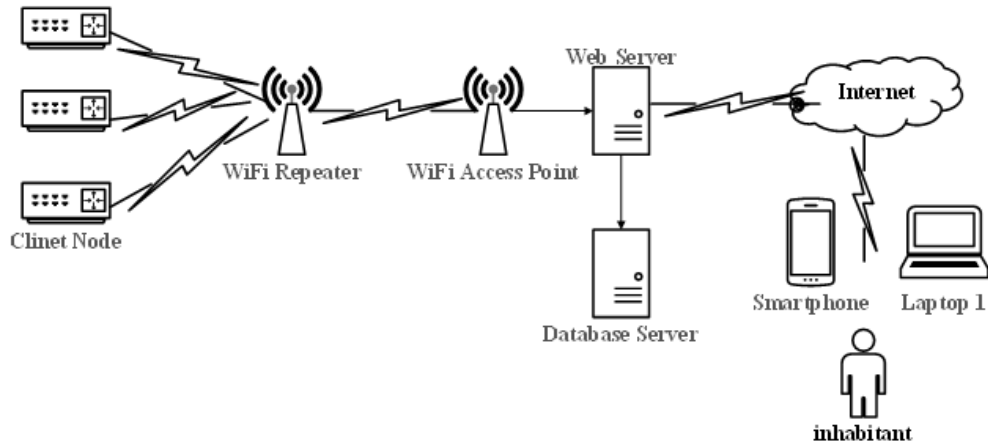 Web Server
Internet
WiFi Repeater
WiFi Access Point
Clinet Node
Smartphone
Laptop 1
Database Server
inhabitant